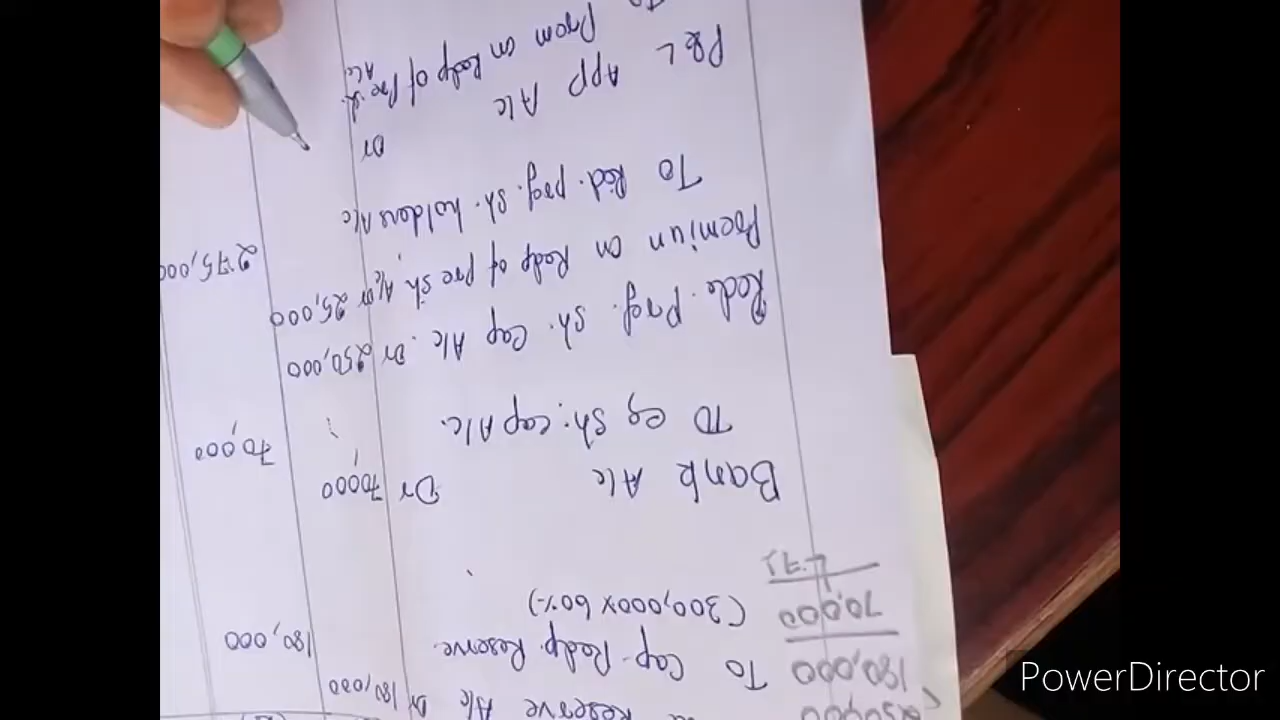 Reserve A/c Dr 180,000
To Cap. Redp. Reserve. 180,000
(300,000 x 60%)
180,000
70,000
Bank A/c Dr 70000
To Eq Sh. cap A/c. 70,000
Rede. Pref. Sh. Cap A/c. Dr 250,000
Premium on Redp of pre sh. A/c Dr 25,000
To Red. pref. sh. holders A/c 275,000
P&L APP A/c Dr
Prem on Redp of Pre. sh. A/c
PowerDirector